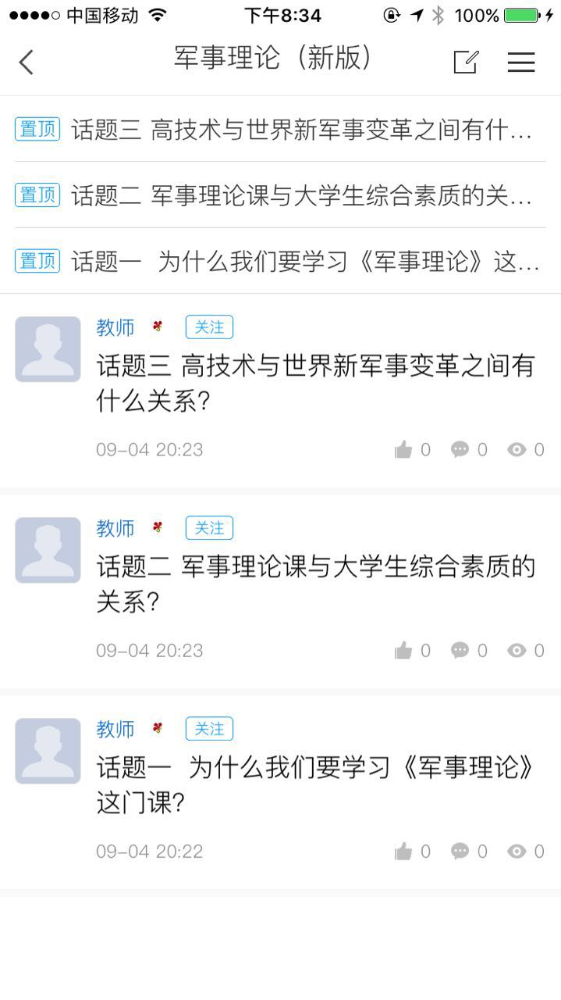 中国移动 下午8:34 100%
军事理论（新版）
置顶 话题三 高技术与世界新军事变革之间有什...
置顶 话题二 军事理论课与大学生综合素质的关...
置顶 话题一 为什么我们要学习《军事理论》这...
教师 关注
话题三 高技术与世界新军事变革之间有
什么关系?
09-04 20:23 0 0 0
教师 关注
话题二 军事理论课与大学生综合素质的
关系?
09-04 20:23 0 0 0
教师 关注
话题一 为什么我们要学习《军事理论》
这门课?
09-04 20:22 0 0 0